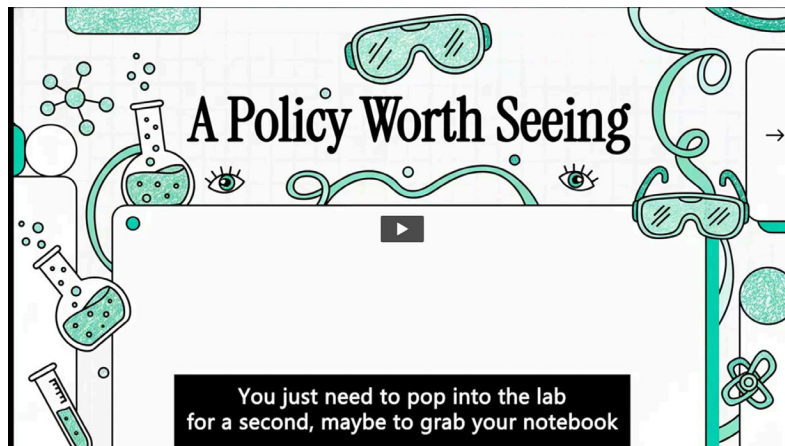 A Policy Worth Seeing
You just need to pop into the lab
for a second, maybe to grab your notebook